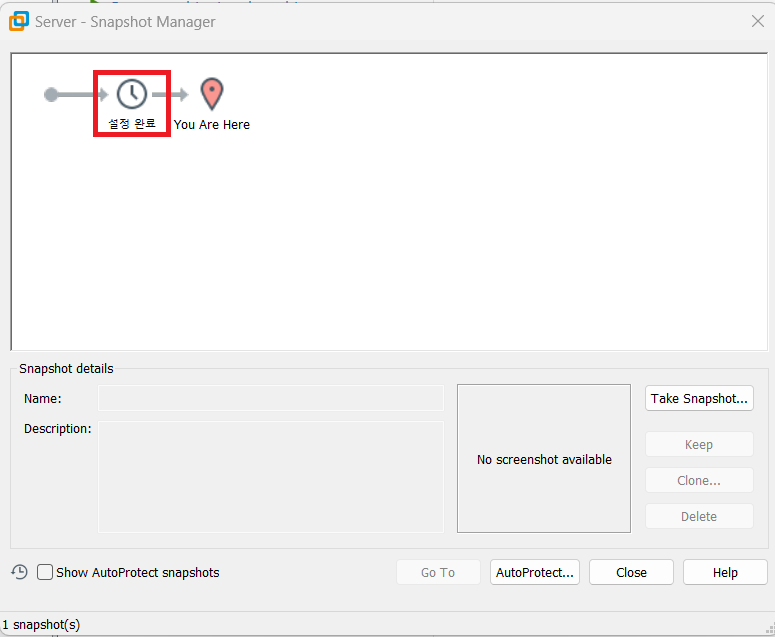 Server - Snapshot Manager
설정 완료
You Are Here
Snapshot details
Name:
Description:
No screenshot available
Take Snapshot...
Keep
Clone...
Delete
Show AutoProtect snapshots
Go To
AutoProtect...
Close
Help
1 snapshot(s)